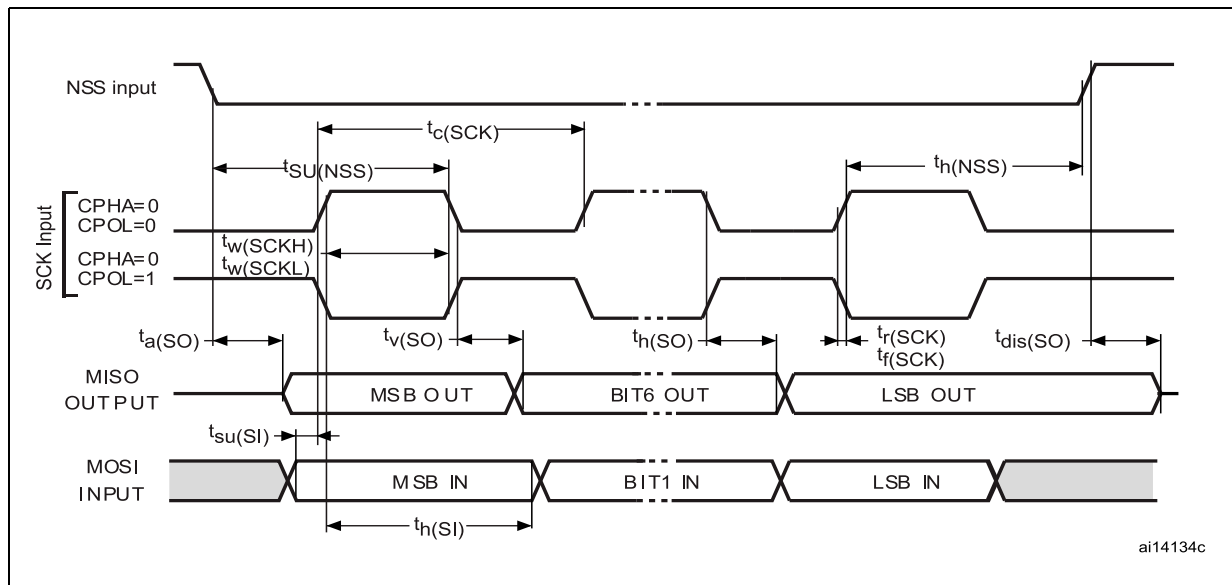 NSS input
tc(SCK)
tSU(NSS)
th(NSS)
SCK Input
CPHA=0
CPOL=0
tw(SCKH)
CPHA=0
tw(SCKL)
CPOL=1
ta(SO)
tv(SO)
th(SO)
tr(SCK)
tf(SCK)
tdis(SO)
MISO
OUTPUT
MSB OUT
BIT6 OUT
LSB OUT
tsu(SI)
MOSI
INPUT
MSB IN
BIT1 IN
LSB IN
th(SI)
ai14134c